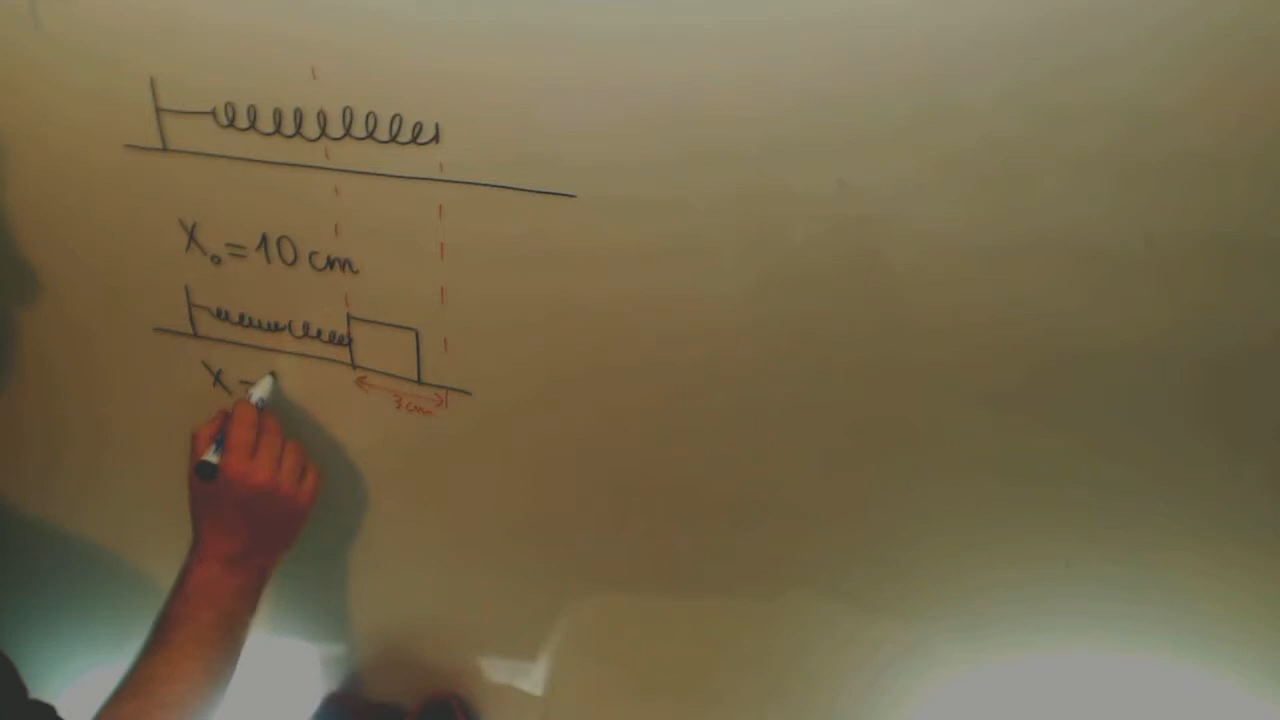 X₀ = 10 cm
X =
3 cm